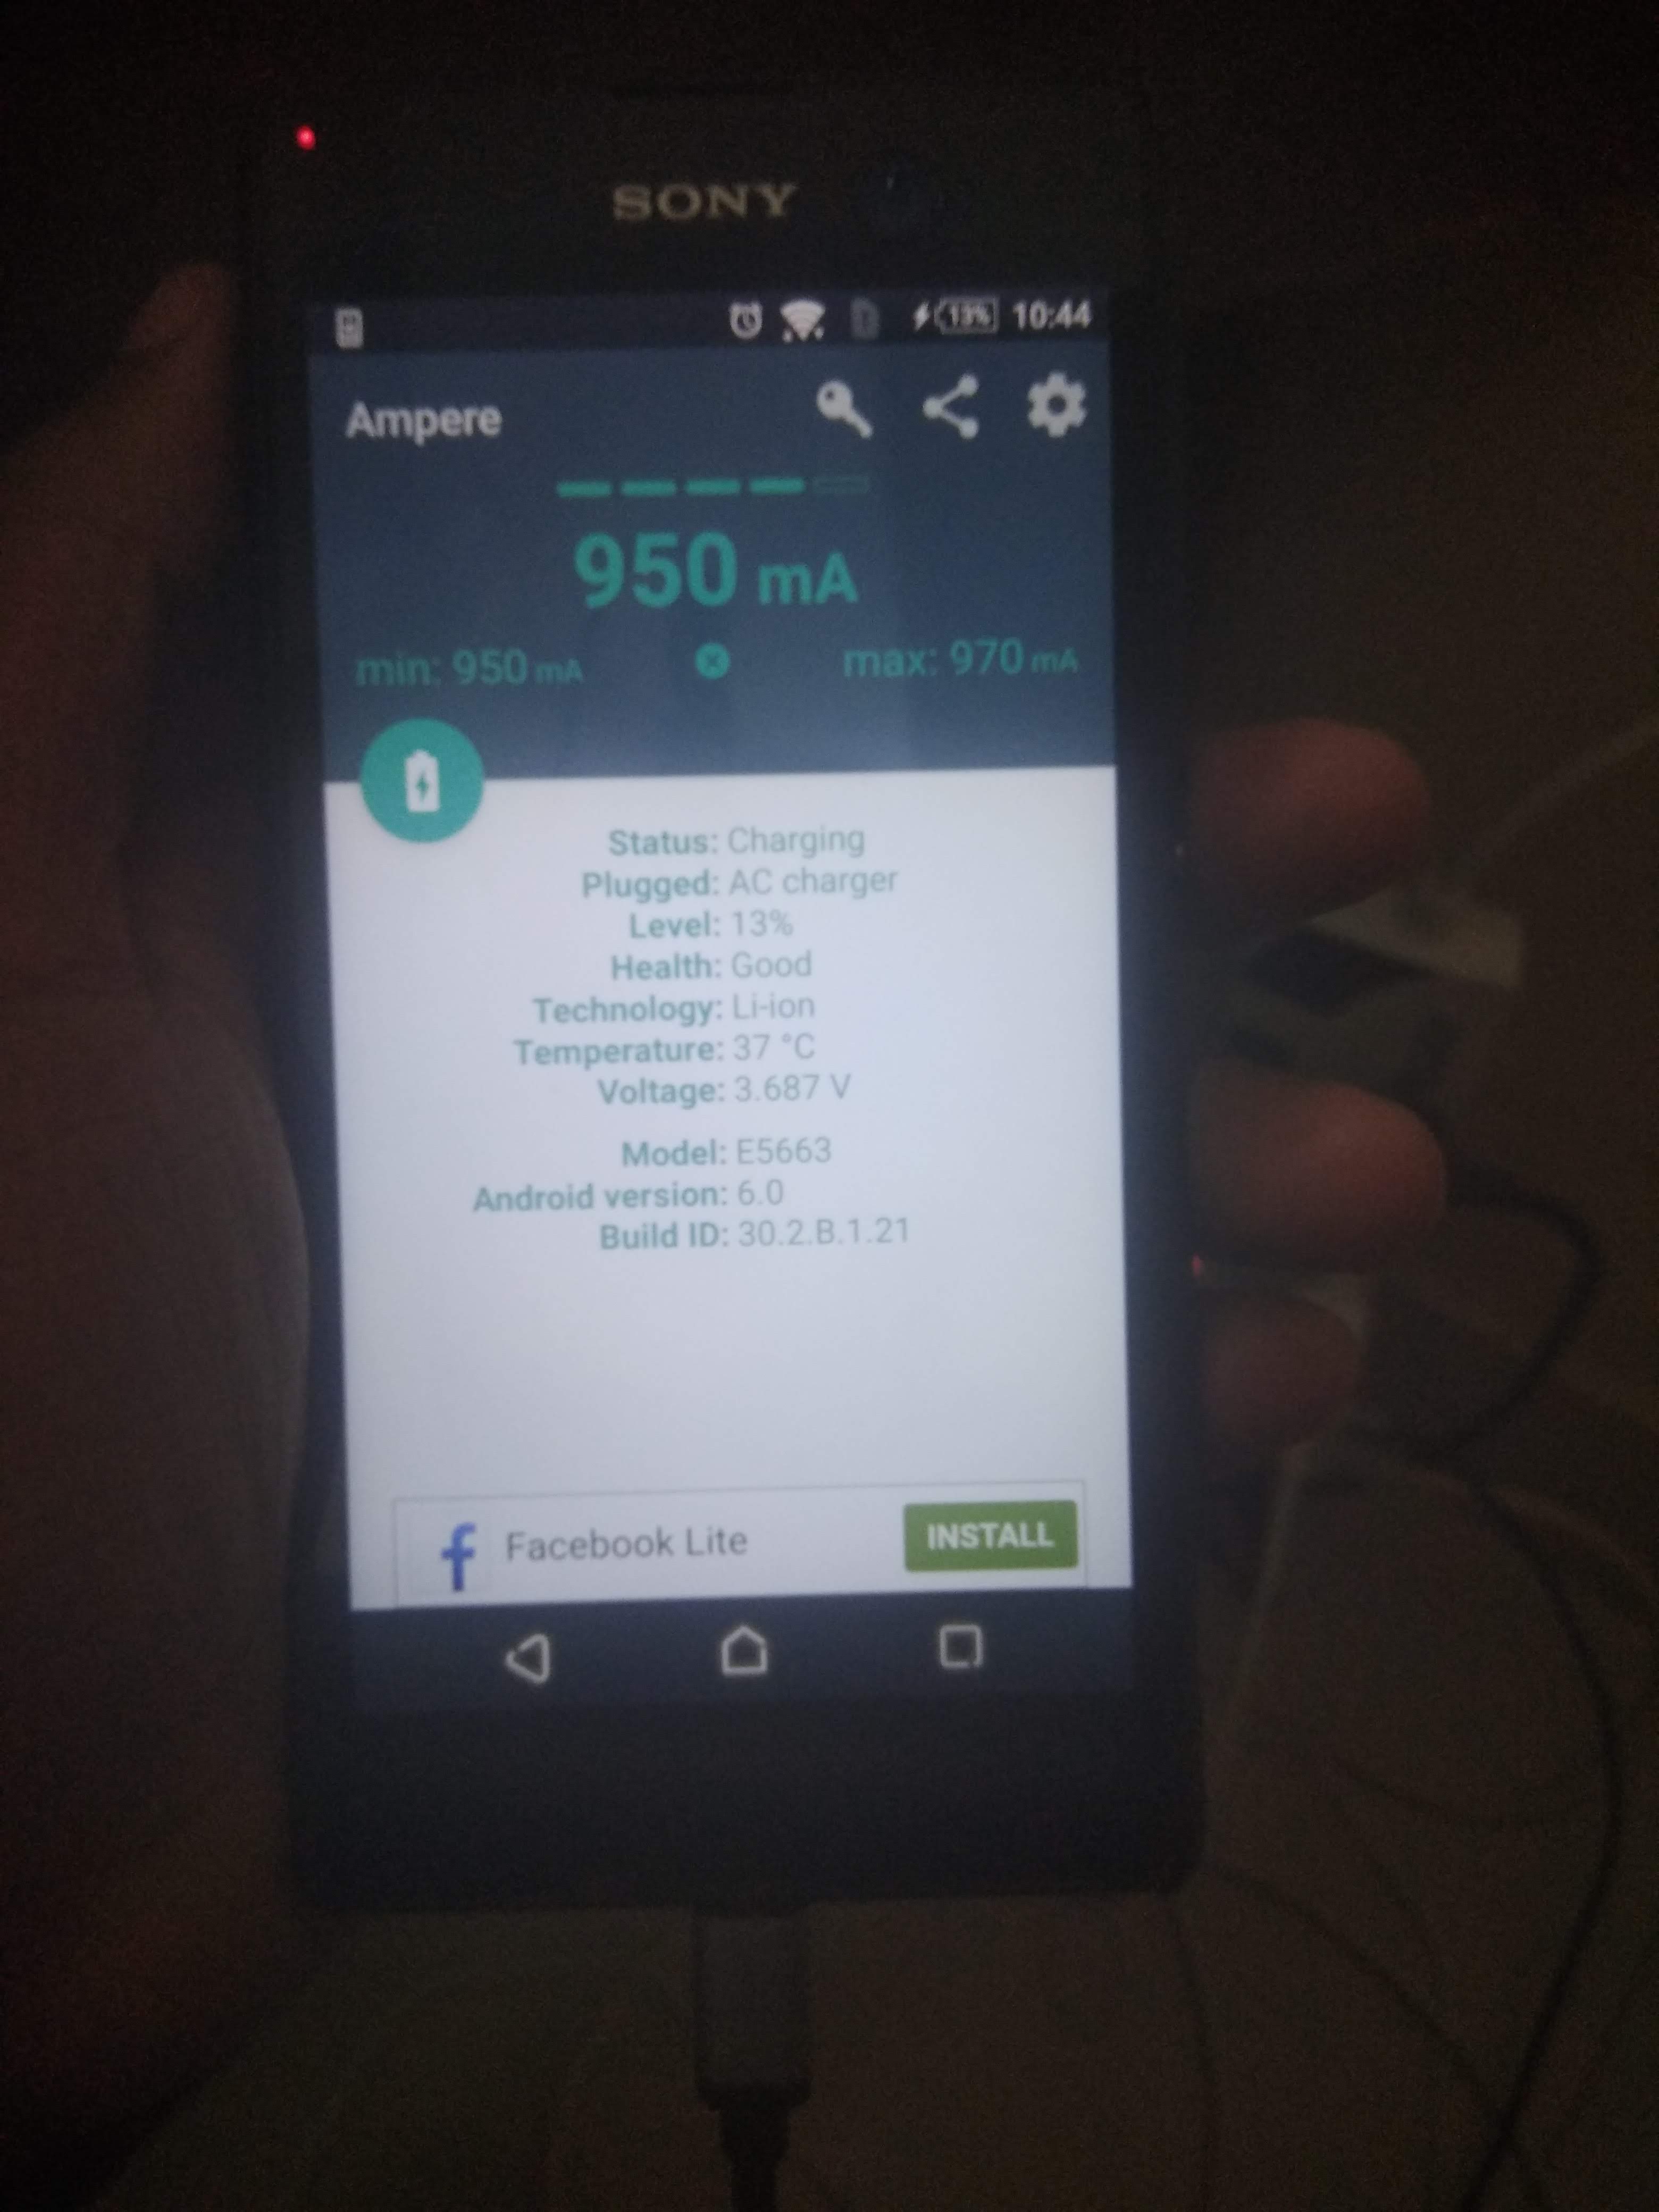 SONY
13% 10:44
Ampere
950 mA
min: 950 mA max: 970 mA
Status: Charging
Plugged: AC charger
Level: 13%
Health: Good
Technology: Li-ion
Temperature: 37 °C
Voltage: 3.687 V
Model: E5663
Android version: 6.0
Build ID: 30.2.B.1.21
f Facebook Lite INSTALL